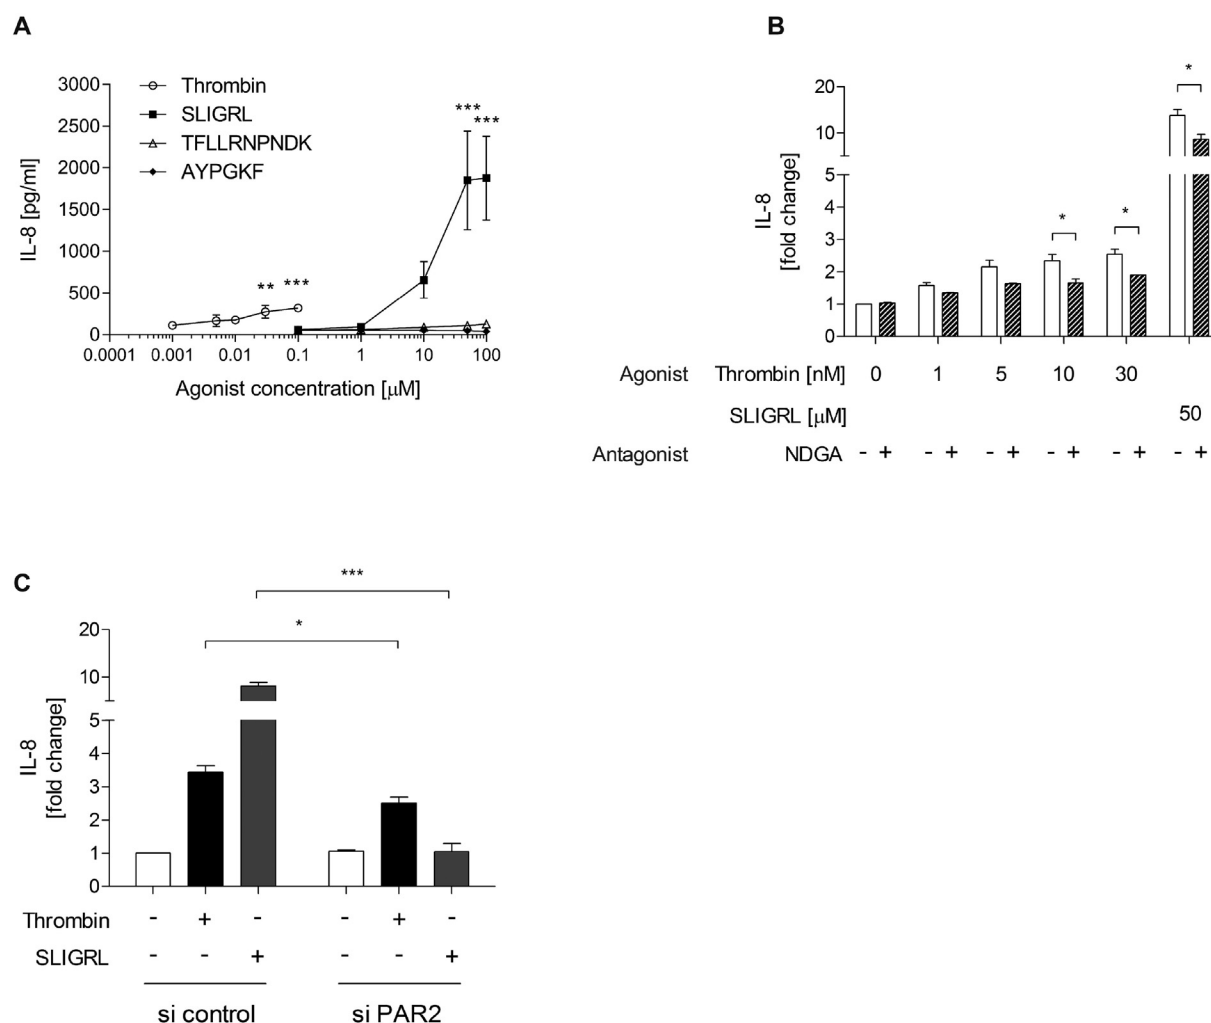 A
3000
2500
2000
1500
1000
500
0
IL-8 [pg/ml]
Thrombin
SLIGRL
TFLLRNPNDK
AYPGKF
*** ***
** ***
0.0001 0.001 0.01 0.1 1 10 100
Agonist concentration [µM]
B
20
10
5
4
3
2
1
0
IL-8
[fold change]
* * *
Agonist Thrombin [nM] 0 1 5 10 30
SLIGRL [µM] 50
Antagonist NDGA - + - + - + - + - + - +
C
***
*
20
10
5
4
3
2
1
0
IL-8
[fold change]
Thrombin - + - - + -
SLIGRL - - + - - +
si control si PAR2